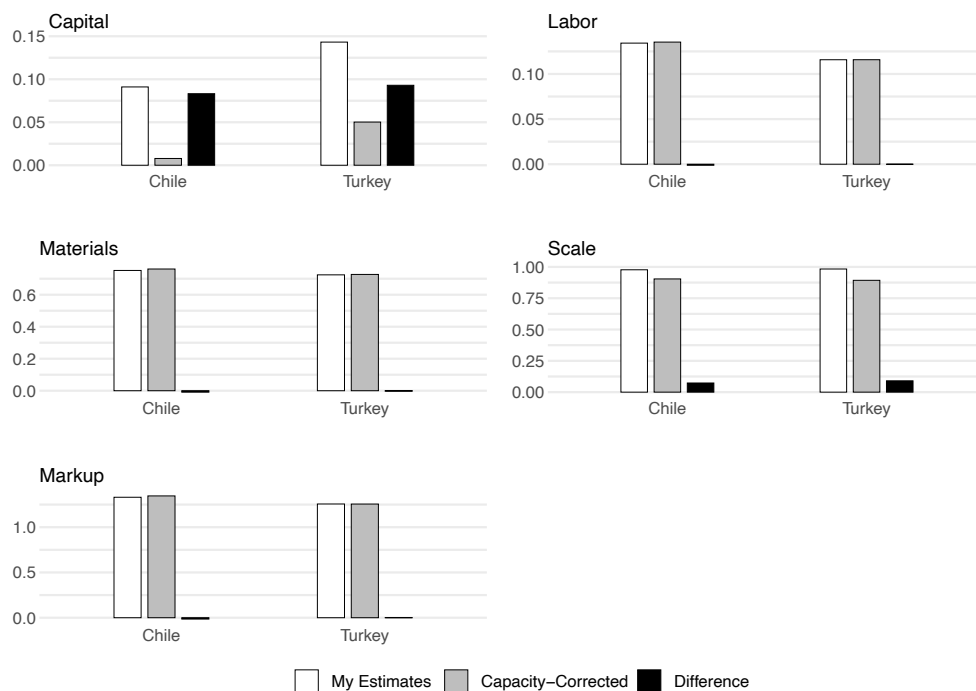 Capital
0.15
0.10
0.05
0.00
Chile Turkey
Labor
0.10
0.05
0.00
Chile Turkey
Materials
0.6
0.4
0.2
0.0
Chile Turkey
Scale
1.00
0.75
0.50
0.25
0.00
Chile Turkey
Markup
1.0
0.0
Chile Turkey
My Estimates Capacity−Corrected Difference